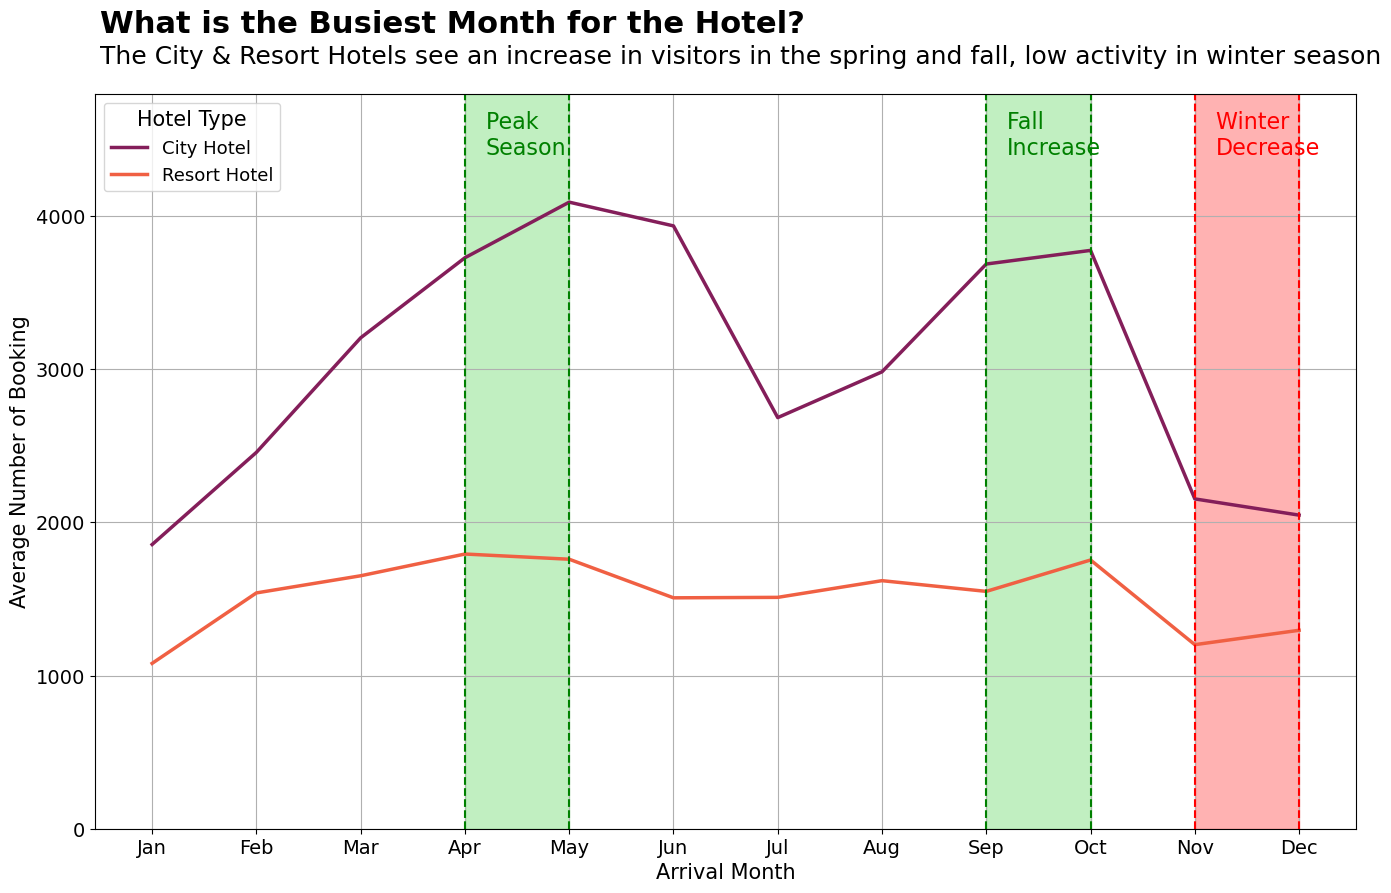 What is the Busiest Month for the Hotel?
The City & Resort Hotels see an increase in visitors in the spring and fall, low activity in winter season
Hotel Type
City Hotel
Resort Hotel
Peak
Season
Fall
Increase
Winter
Decrease
Average Number of Booking
4000
3000
2000
1000
0
Jan Feb Mar Apr May Jun Jul Aug Sep Oct Nov Dec
Arrival Month